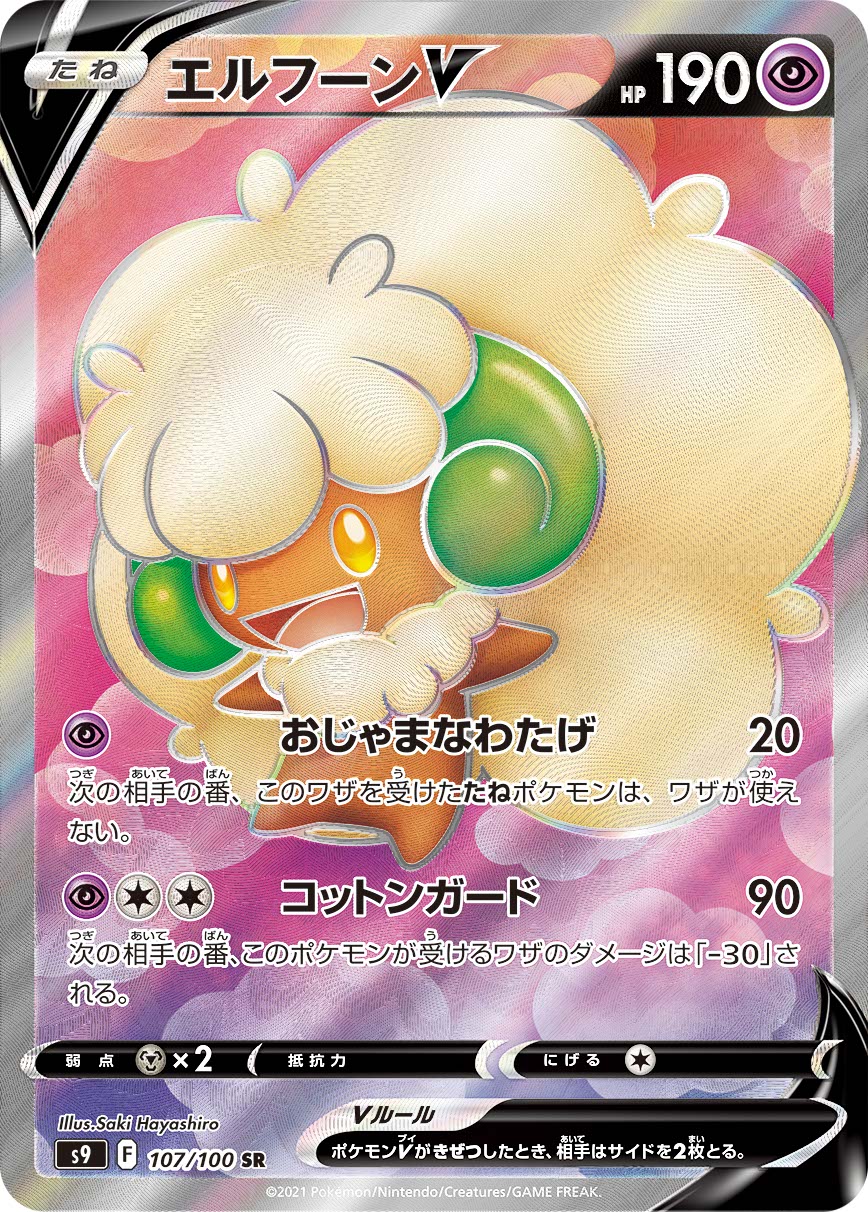 たね エルフーンV HP 190
おじゃまなわたげ 20
次の相手の番、このワザを受けたたねポケモンは、ワザが使え
ない。
コットンガード 90
次の相手の番、このポケモンが受けるワザのダメージは「-30」さ
れる。
弱点 ×2 抵抗力 にげる
Illus.Saki Hayashiro
Vルール
ポケモンVがきぜつしたとき、相手はサイドを2枚とる。
s9 F 107/100 SR
©2021 Pokémon/Nintendo/Creatures/GAME FREAK.